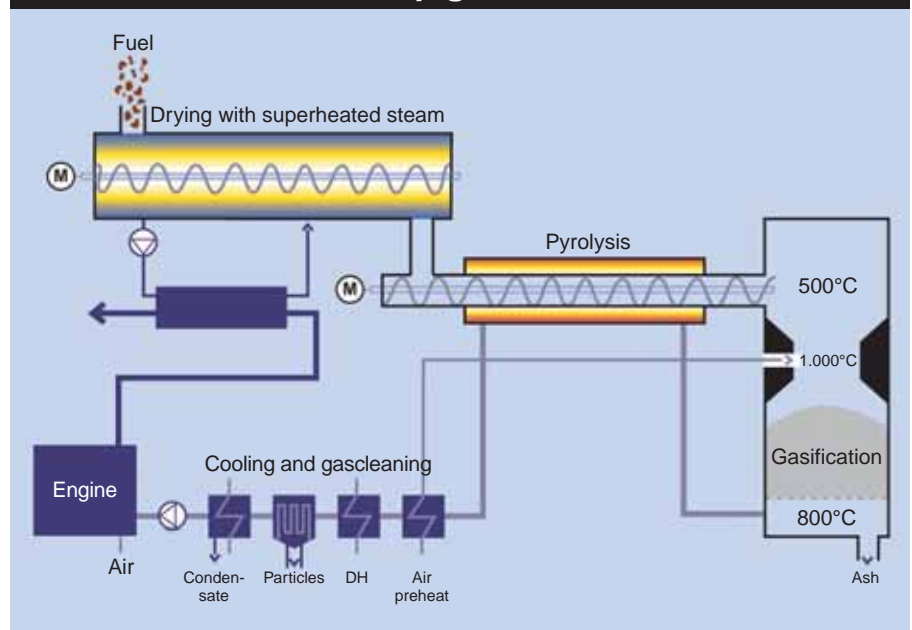 Fuel
Drying with superheated steam
M
Pyrolysis
M
500°C
1.000°C
Cooling and gascleaning
Gasification
Engine
800°C
Air
Conden-
sate
Particles
DH
Air
preheat
Ash